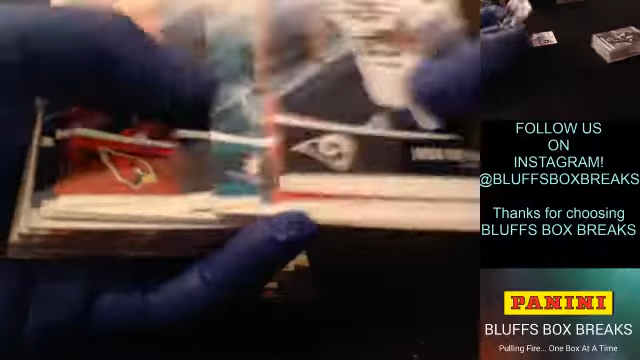 FOLLOW US
ON
INSTAGRAM!
@BLUFFSBOXBREAKS
Thanks for choosing
BLUFFS BOX BREAKS
PANINI
BLUFFS BOX BREAKS
Pulling Fire... One Box At A Time